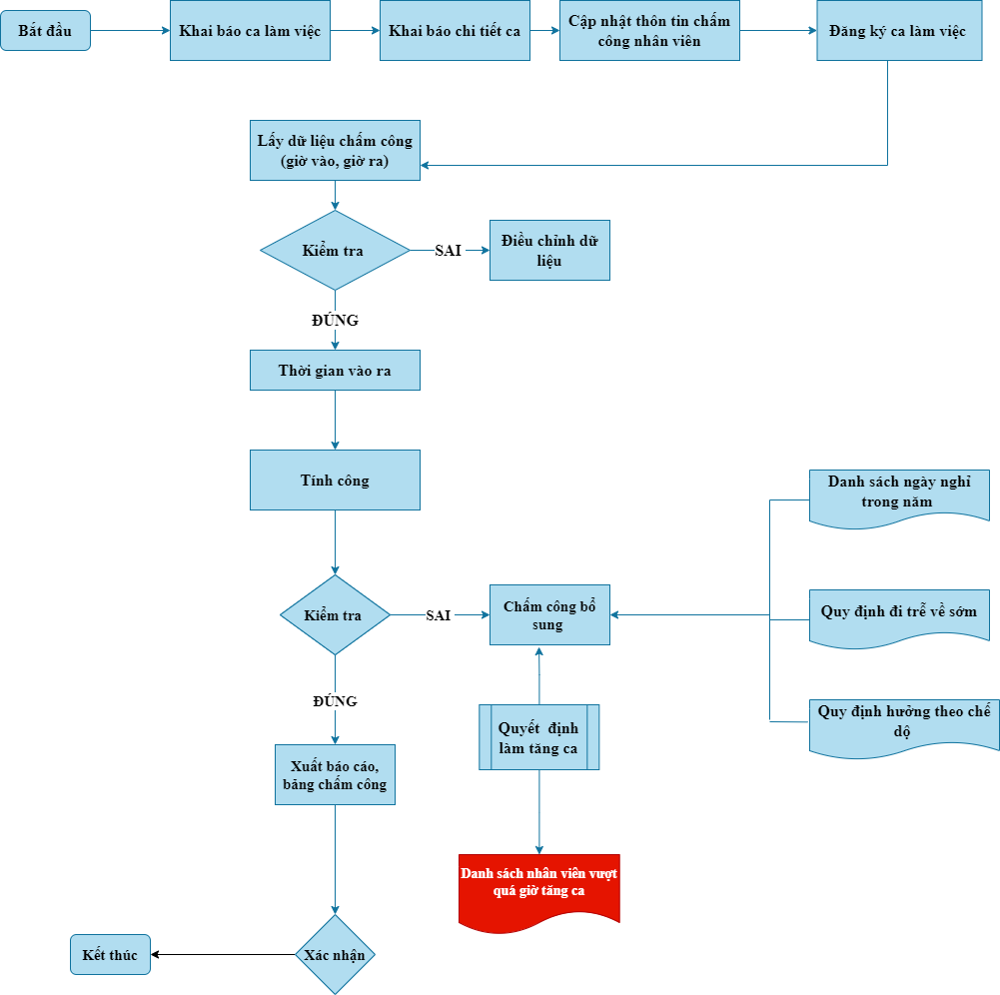 Bắt đầu
Khai báo ca làm việc
Khai báo chi tiết ca
Cập nhật thôn tin chấm
công nhân viên
Đăng ký ca làm việc
Lấy dữ liệu chấm công
(giờ vào, giờ ra)
Kiểm tra
SAI
Điều chỉnh dữ
liệu
ĐÚNG
Thời gian vào ra
Tính công
Danh sách ngày nghỉ
trong năm
Kiểm tra
SAI
Chấm công bổ
sung
Quy định đi trễ về sớm
ĐÚNG
Quy định hưởng theo chế
dộ
Quyết định
làm tăng ca
Xuất báo cáo,
bảng chấm công
Danh sách nhân viên vượt
quá giờ tăng ca
Kết thúc
Xác nhận